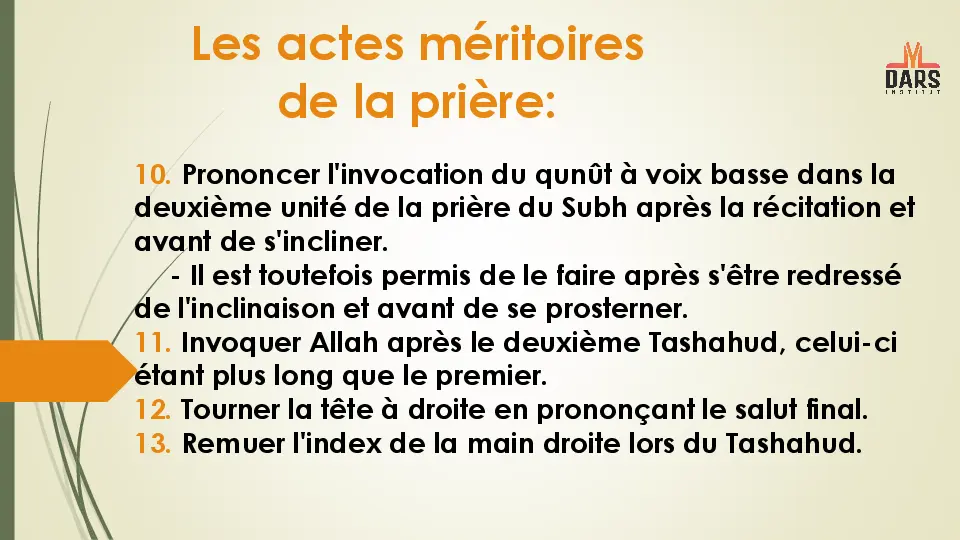 Les actes méritoires
de la prière:
DARS
INSTITUT
10. Prononcer l'invocation du qunût à voix basse dans la
deuxième unité de la prière du Subh après la récitation et
avant de s'incliner.
- Il est toutefois permis de le faire après s'être redressé
de l'inclinaison et avant de se prosterner.
11. Invoquer Allah après le deuxième Tashahud, celui-ci
étant plus long que le premier.
12. Tourner la tête à droite en prononçant le salut final.
13. Remuer l'index de la main droite lors du Tashahud.